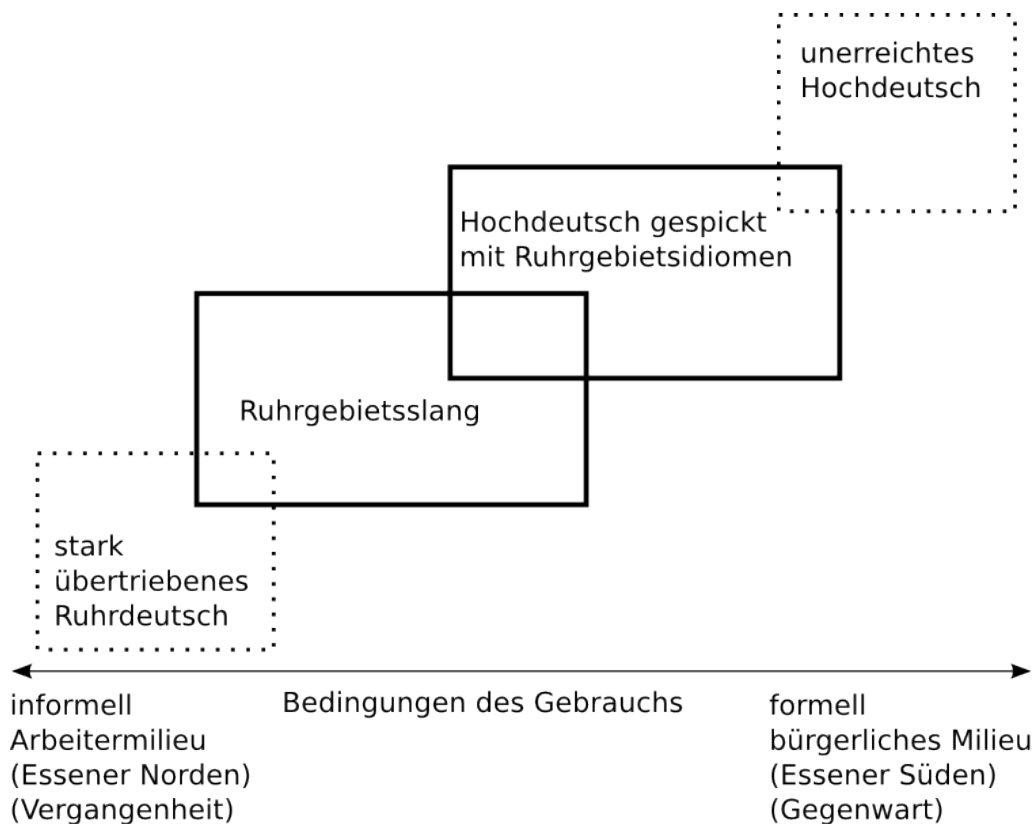 unerreichtes
Hochdeutsch
Hochdeutsch gespickt
mit Ruhrgebietsidiomen
Ruhrgebietsslang
stark
übertriebenes
Ruhrdeutsch
informell
Arbeitermilieu
(Essener Norden)
(Vergangenheit)
Bedingungen des Gebrauchs
formell
bürgerliches Milieu
(Essener Süden)
(Gegenwart)